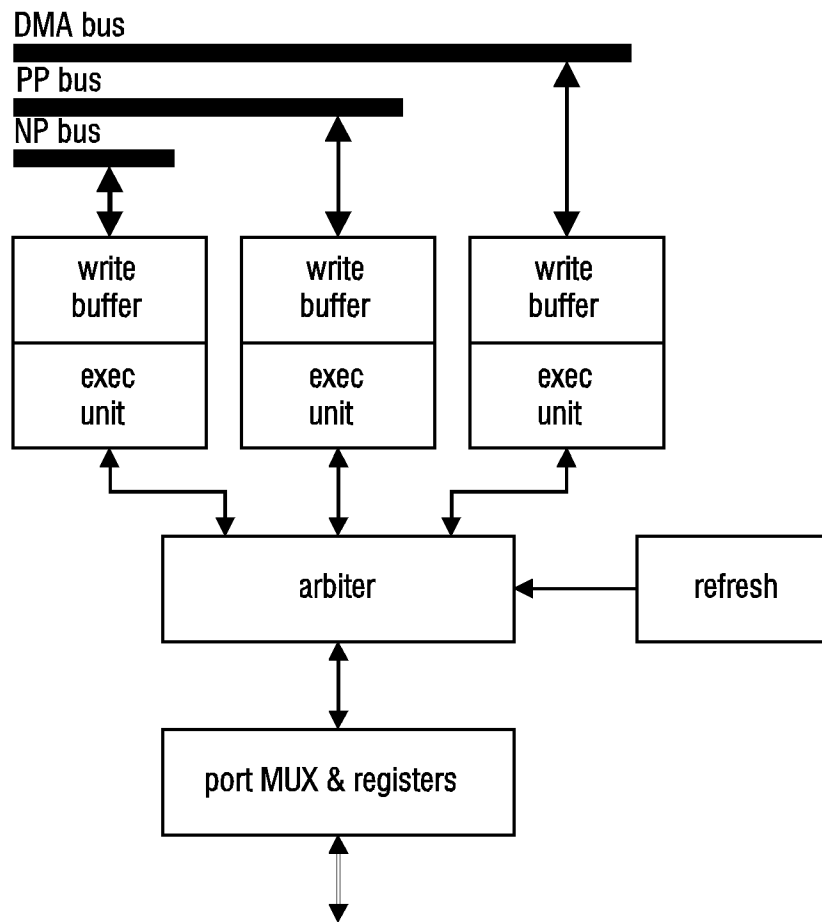 DMA bus
PP bus
NP bus
write
buffer
exec
unit
write
buffer
exec
unit
write
buffer
exec
unit
arbiter
refresh
port MUX & registers